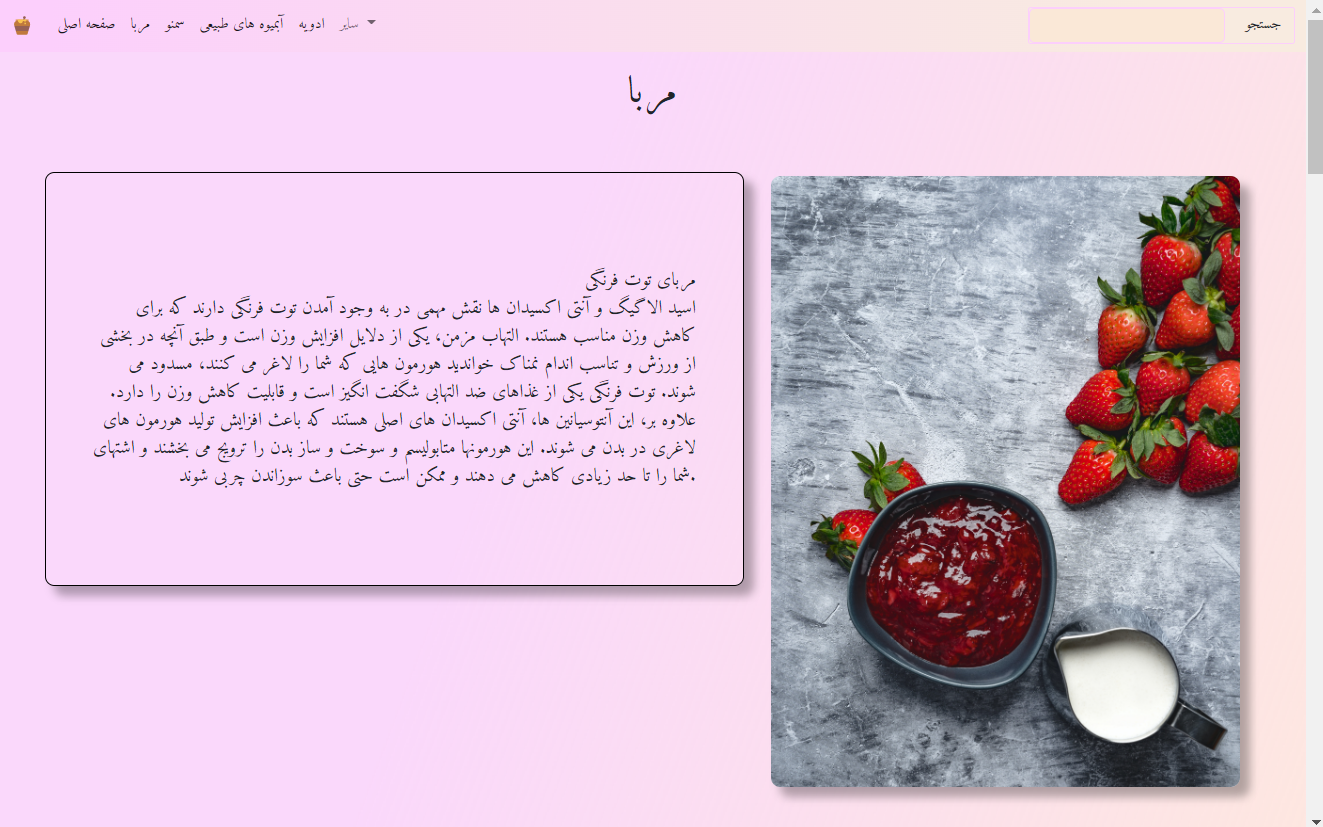 صفحه اصلی
مربا
سمنو
آبمیوه های طبیعی
ادویه
سایر
جستجو
مربا
مربای توت فرنگی
اسید الاگیگ و آنتی اکسیدان ها نقش مهمی در به وجود آمدن توت فرنگی دارند که برای
کاهش وزن مناسب هستند. التهاب مزمن، یکی از دلایل افزایش وزن است و طبق آنچه در بخشی
از ورزش و تناسب اندام نمناک خواندید هورمون هایی که شما را لاغر می کنند، مسدود می
شوند. توت فرنگی یکی از غذاهای ضد التهابی شگفت انگیز است و قابلیت کاهش وزن را دارد.
علاوه بر، این آنتوسیانین ها، آنتی اکسیدان های اصلی هستند که باعث افزایش تولید هورمون های
لاغری در بدن می شوند. این هورمونها متابولیسم و سوخت و ساز بدن را ترویج می بخشند و اشتهای
.شما را تا حد زیادی کاهش می دهند و ممکن است حتی باعث سوزاندن چربی شوند